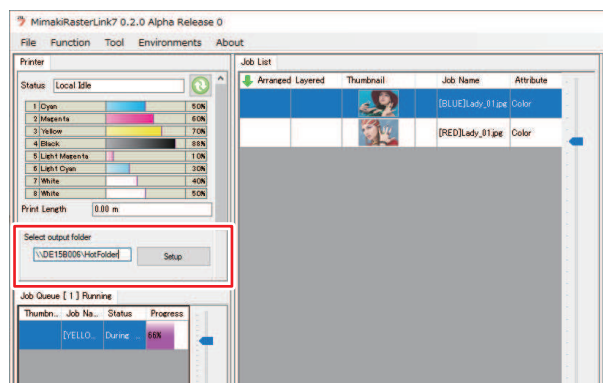 MimakiRasterLink7 0.2.0 Alpha Release 0
File Function Tool Environments About
Printer
Status Local Idle
1 Cyan 50%
2 Magenta 60%
3 Yellow 70%
4 Black 88%
5 Light Magenta 10%
6 Light Cyan 30%
7 White 40%
8 White 50%
Print Length 0.00 m
Select output folder
\\DE15B006\HotFolder Setup
Job Queue [ 1 ] Running
Thumbn... Job Na... Status Progress
[YELLO... During ... 66%
Job List
Arranged Layered Thumbnail Job Name Attribute
[BLUE]Lady_01.jpg Color
[RED]Lady_01.jpg Color